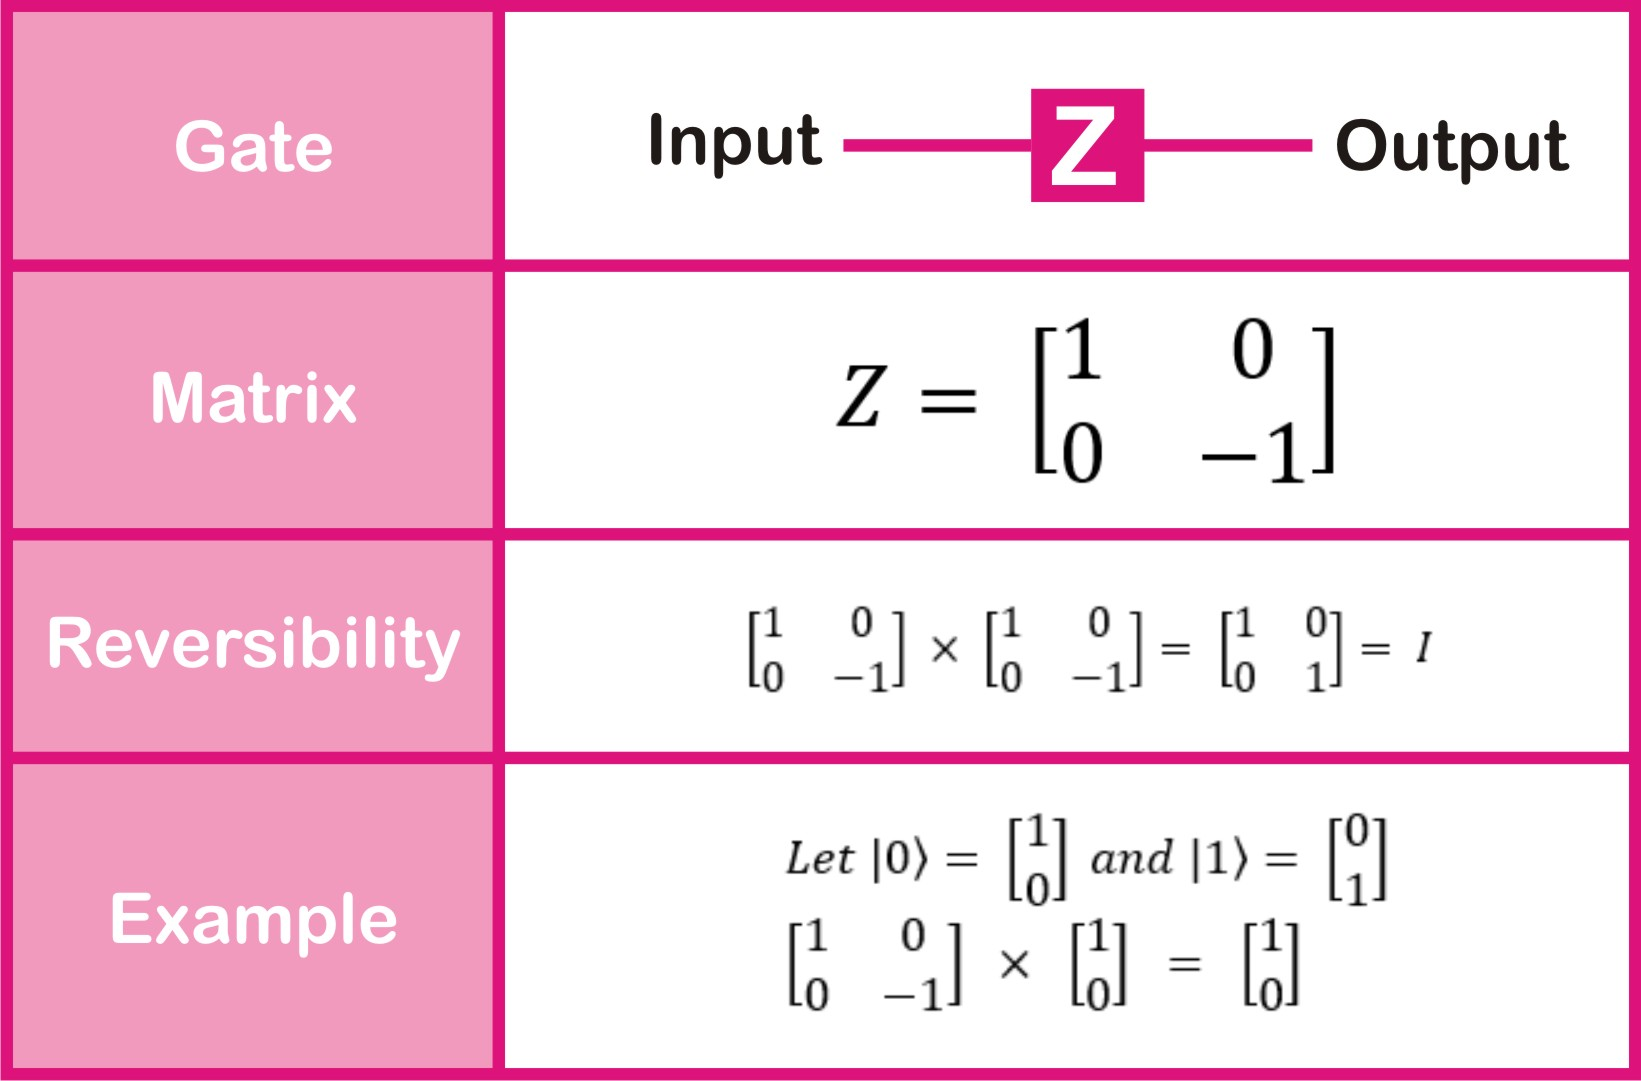 Gate
Input Z Output
Matrix
Z = [1 0
0 −1]
Reversibility
[1 0
0 −1] × [1 0
0 −1] = [1 0
0 1] = I
Example
Let |0⟩ = [1
0] and |1⟩ = [0
1]
[1 0
0 −1] × [1
0] = [1
0]